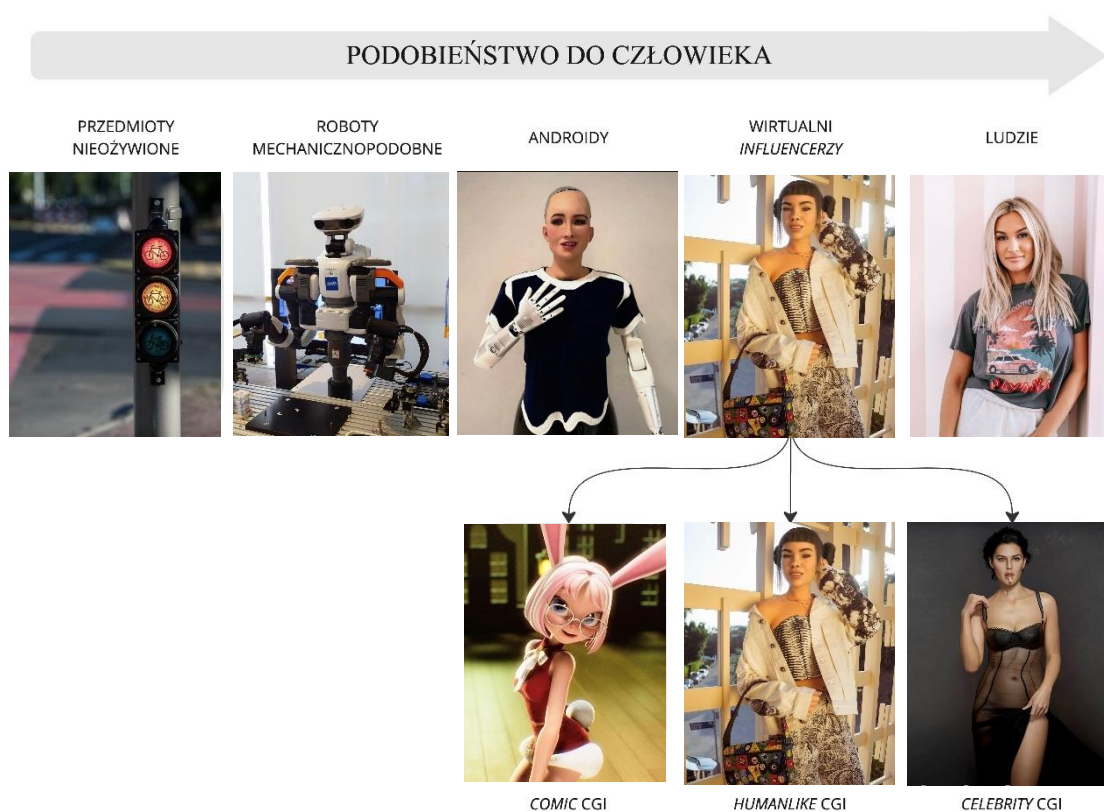 PODOBIEŃSTWO DO CZŁOWIEKA
PRZEDMIOTY
NIEOŻYWIONE
ROBOTY
MECHANICZNOPODOBNE
ANDROIDY
WIRTUALNI
INFLUENCERZY
LUDZIE
COMIC CGI
HUMANLIKE CGI
CELEBRITY CGI